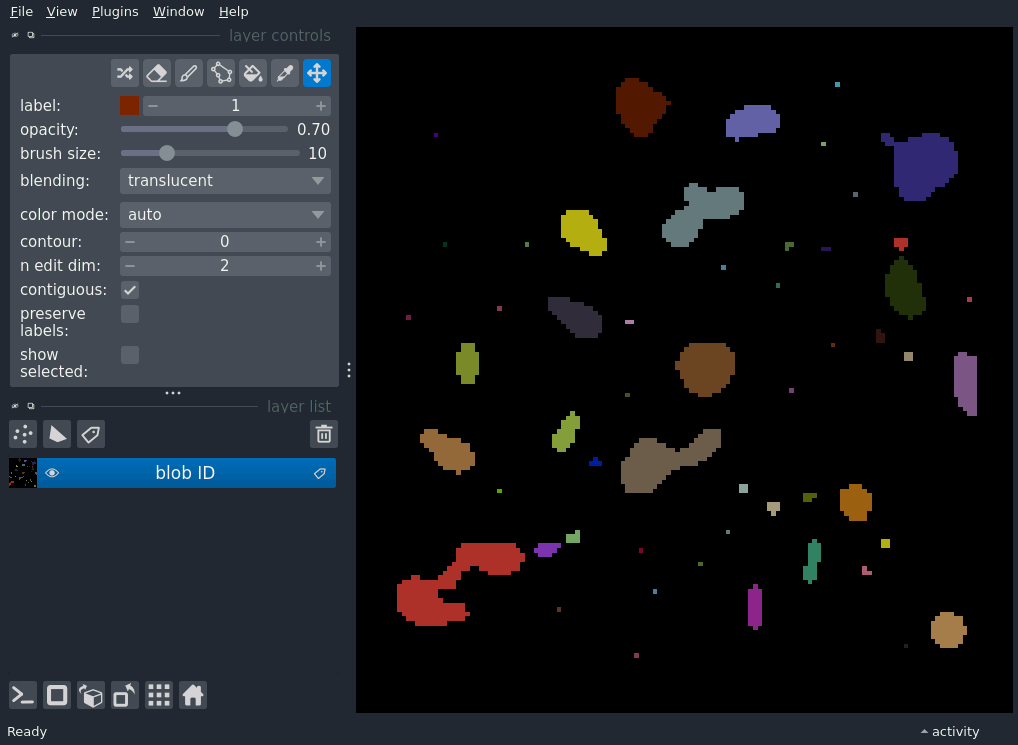 File View Plugins Window Help
layer controls
label: 1
opacity: 0.70
brush size: 10
blending: translucent
color mode: auto
contour: 0
n edit dim: 2
contiguous:
preserve
labels:
show
selected:
layer list
blob ID
Ready
activity